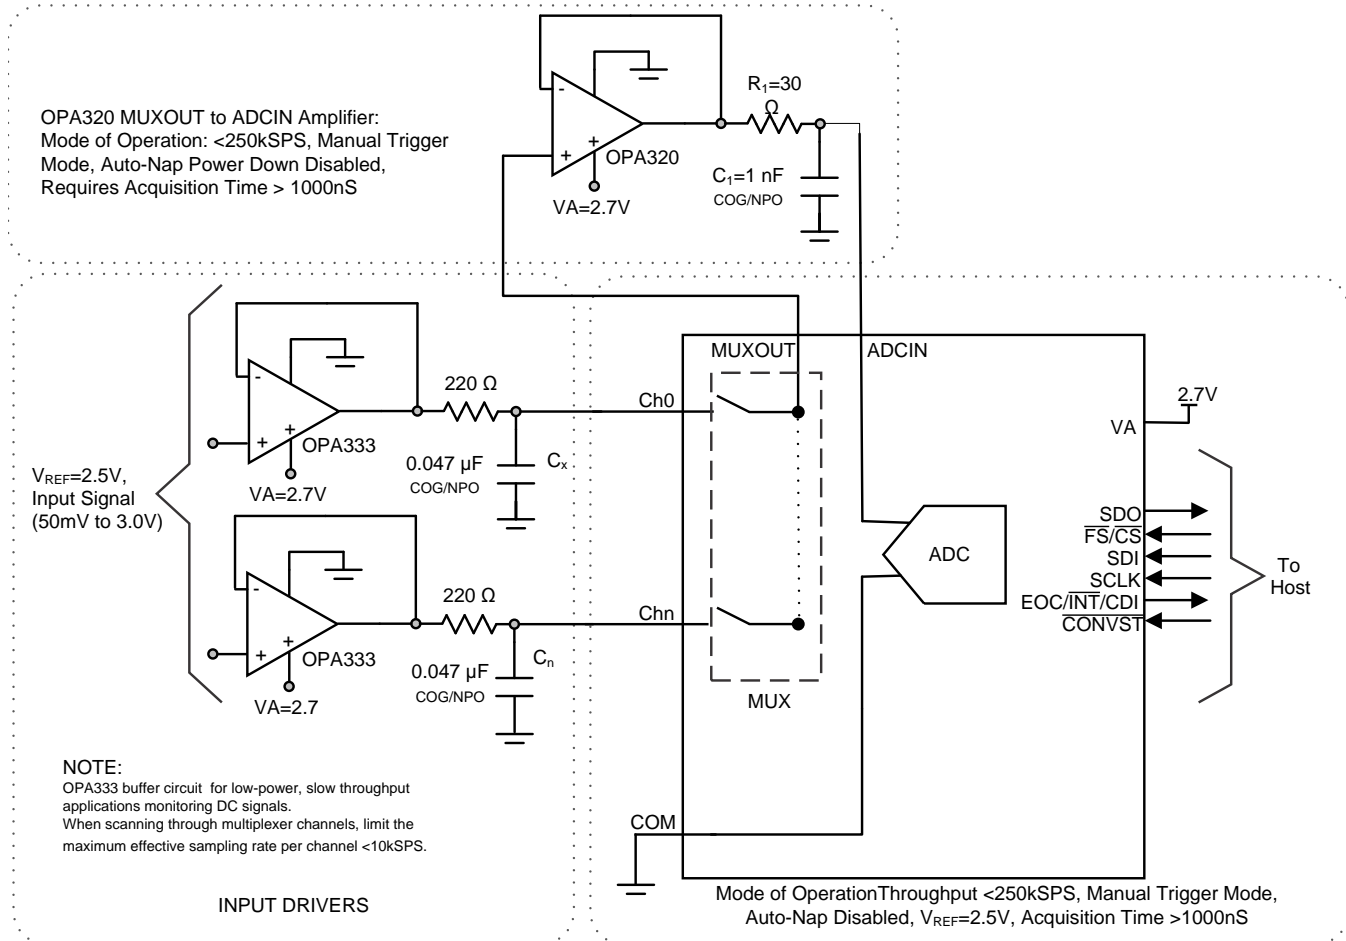 OPA320 MUXOUT to ADCIN Amplifier:
Mode of Operation: <250kSPS, Manual Trigger
Mode, Auto-Nap Power Down Disabled,
Requires Acquisition Time > 1000nS
-
+
+
OPA320
VA=2.7V
R₁=30
Ω
C₁=1 nF
COG/NPO
VREF=2.5V,
Input Signal
(50mV to 3.0V)
-
+
+
OPA333
VA=2.7V
220 Ω
0.047 µF
COG/NPO
Cx
-
+
+
OPA333
VA=2.7
220 Ω
0.047 µF
COG/NPO
Cn
NOTE:
OPA333 buffer circuit for low-power, slow throughput
applications monitoring DC signals.
When scanning through multiplexer channels, limit the
maximum effective sampling rate per channel <10kSPS.
INPUT DRIVERS
MUXOUT
ADCIN
Ch0
Chn
MUX
ADC
COM
2.7V
VA
SDO
FS/CS
SDI
SCLK
EOC/INT/CDI
CONVST
To
Host
Mode of OperationThroughput <250kSPS, Manual Trigger Mode,
Auto-Nap Disabled, VREF=2.5V, Acquisition Time >1000nS